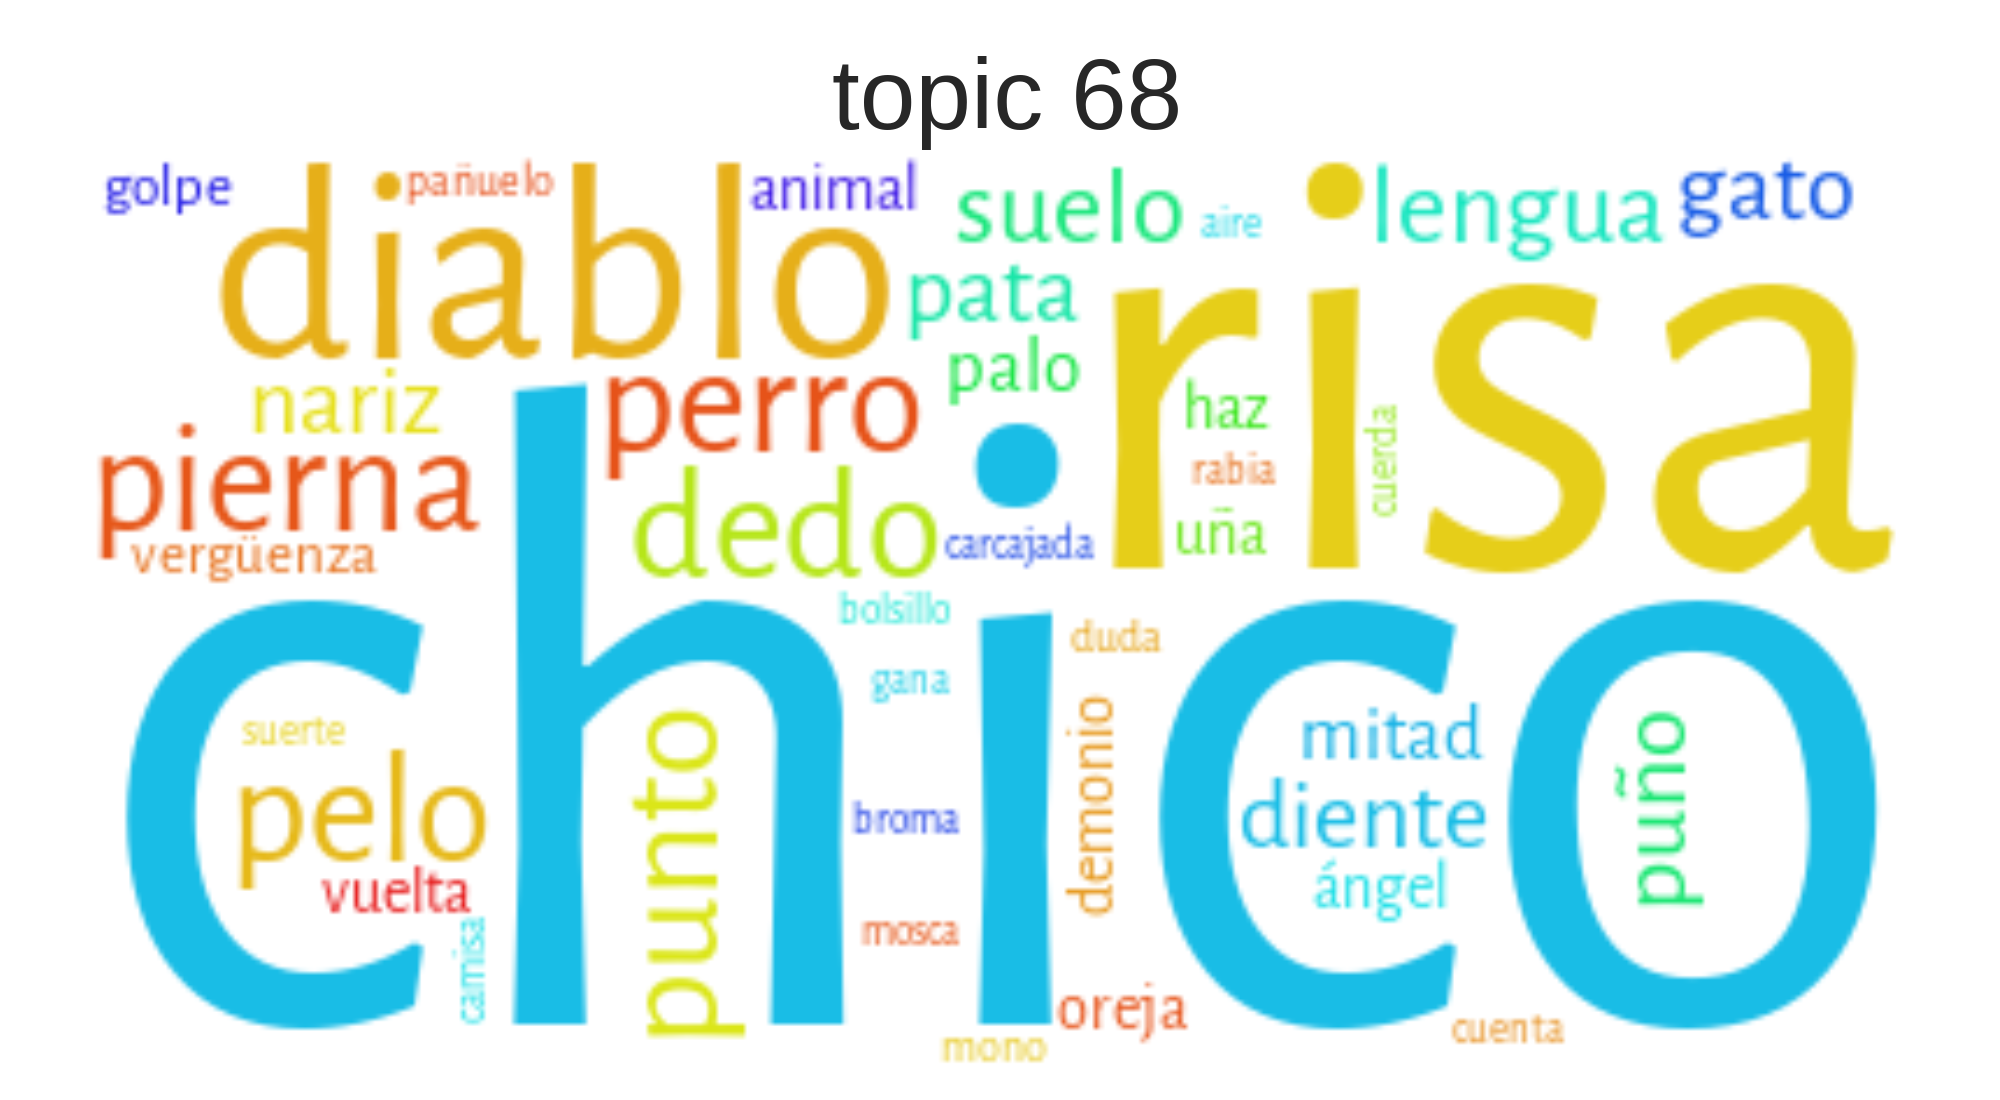 topic 68
golpe
diablo
pañuelo
animal
suelo
aire
lengua
gato
pata
risa
palo
nariz
perro
haz
cuerda
pierna
rabia
dedo
uña
vergüenza
carcajada
chico
bolsillo
duda
gana
suerte
punto
demonio
mitad
puño
pelo
broma
diente
vuelta
ángel
camisa
mosca
oreja
mono
cuenta